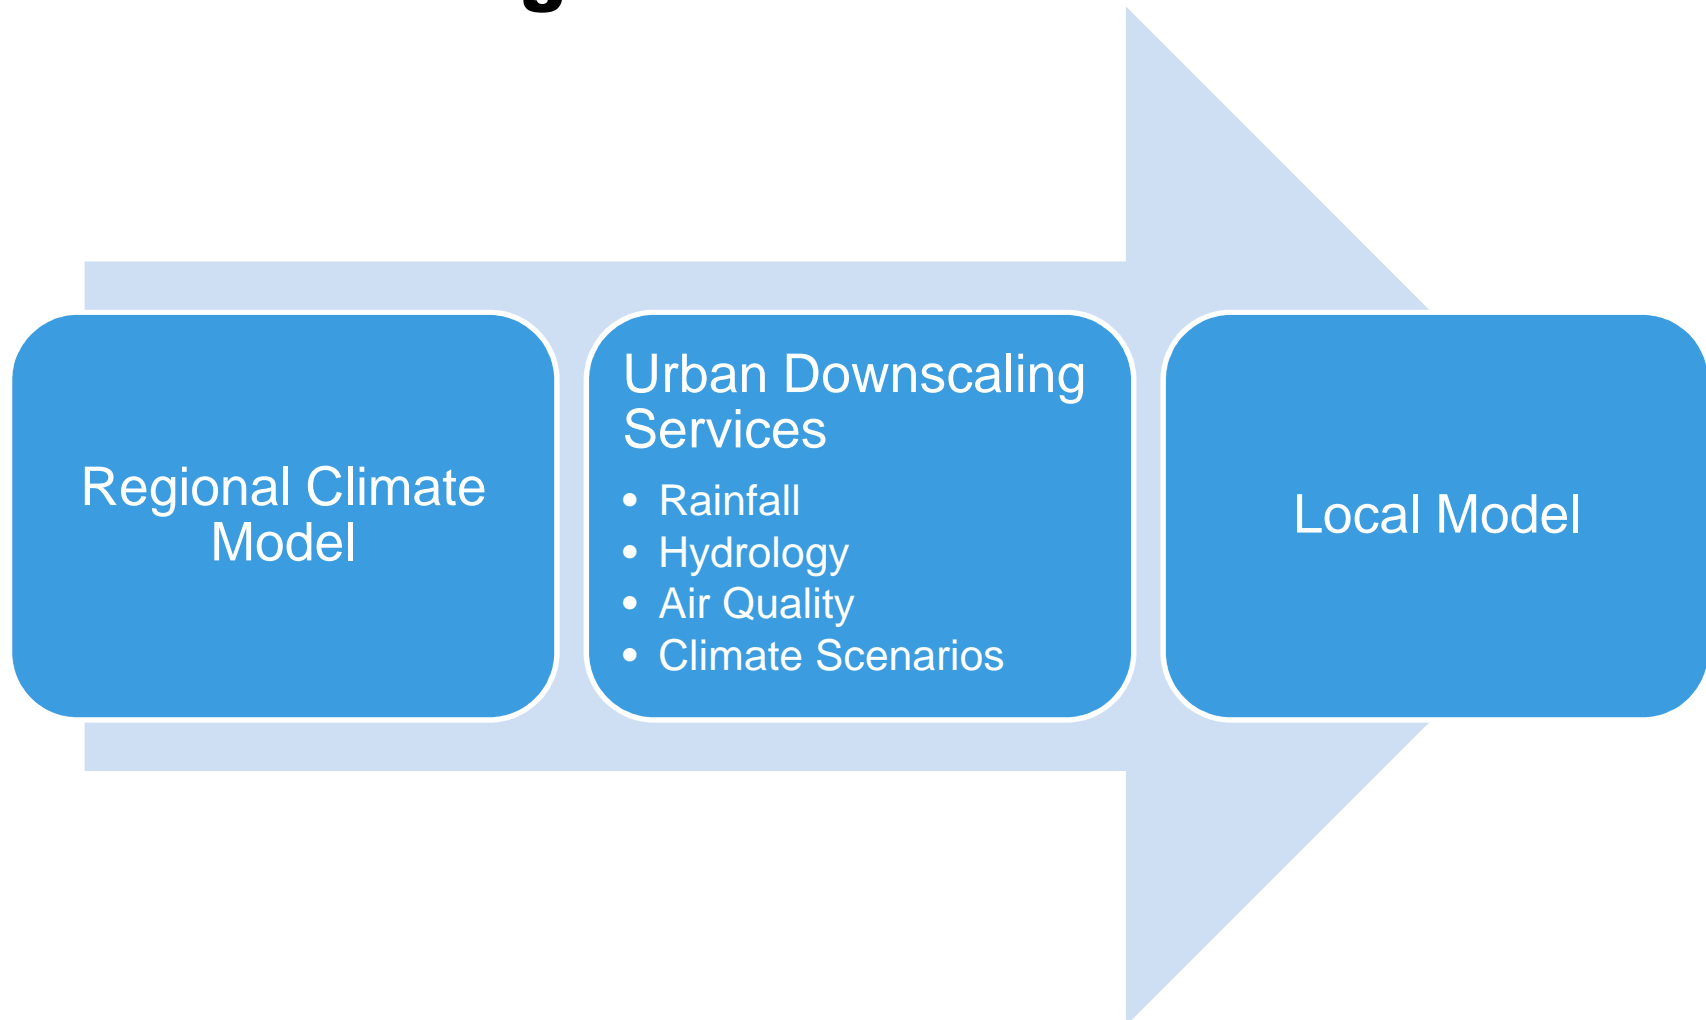 Regional Climate
Model
Urban Downscaling
Services
• Rainfall
• Hydrology
• Air Quality
• Climate Scenarios
Local Model